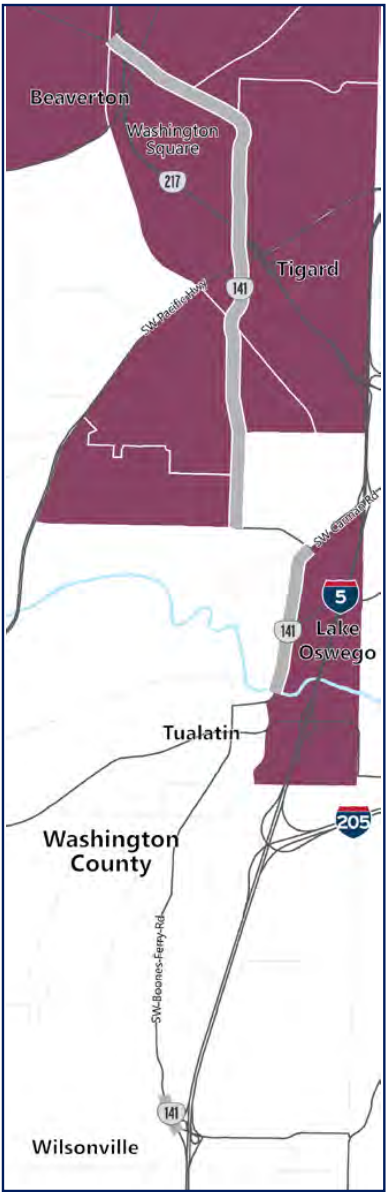 Beaverton
Washington
Square
217
Tigard
141
SW Pacific Hwy
SW Carman Rd
5
141
Lake
Oswego
Tualatin
205
Washington
County
SW Boones Ferry Rd
141
Wilsonville